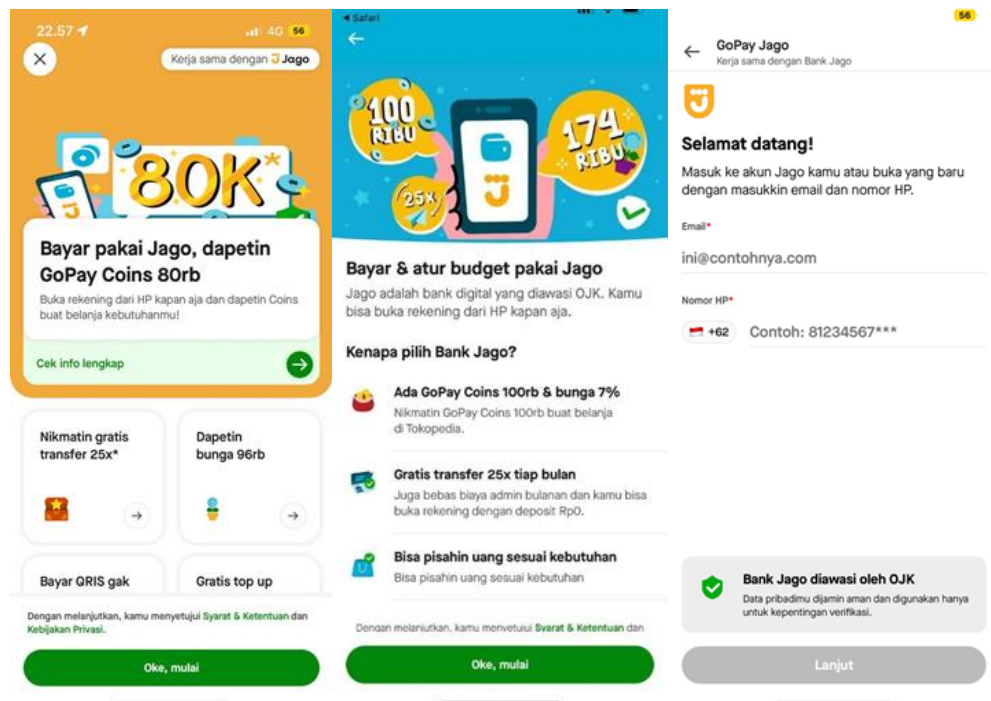 22.57
4G 56
Kerja sama dengan Jago
80K*
Bayar pakai Jago, dapetin
GoPay Coins 80rb
Buka rekening dari HP kapan aja dan dapetin Coins
buat belanja kebutuhanmu!
Cek info lengkap
Nikmatin gratis
transfer 25x*
Dapetin
bunga 96rb
Bayar QRIS gak
Gratis top up
Dengan melanjutkan, kamu menyetujui Syarat & Ketentuan dan
Kebijakan Privasi.
Oke, mulai
Safari
100
RIBU
174
RIBU
25X
Bayar & atur budget pakai Jago
Jago adalah bank digital yang diawasi OJK. Kamu
bisa buka rekening dari HP kapan aja.
Kenapa pilih Bank Jago?
Ada GoPay Coins 100rb & bunga 7%
Nikmatin GoPay Coins 100rb buat belanja
di Tokopedia.
Gratis transfer 25x tiap bulan
Juga bebas biaya admin bulanan dan kamu bisa
buka rekening dengan deposit Rp0.
Bisa pisahin uang sesuai kebutuhan
Bisa pisahin uang sesuai kebutuhan
Dengan melanjutkan, kamu menyetujui Syarat & Ketentuan dan
Oke, mulai
56
GoPay Jago
Kerja sama dengan Bank Jago
Selamat datang!
Masuk ke akun Jago kamu atau buka yang baru
dengan masukkin email dan nomor HP.
Email*
ini@contohnya.com
Nomor HP*
+62 Contoh: 81234567***
Bank Jago diawasi oleh OJK
Data pribadimu dijamin aman dan digunakan hanya
untuk kepentingan verifikasi.
Lanjut